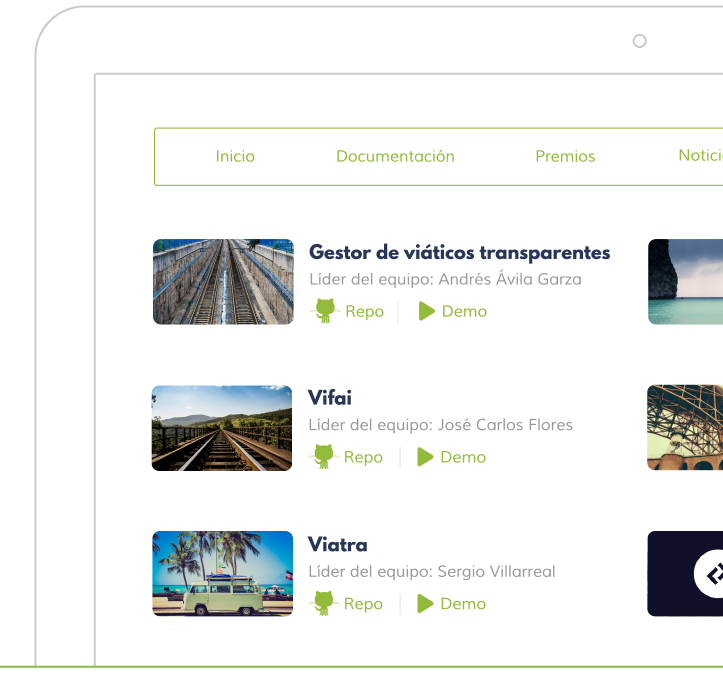 Inicio
Documentación
Premios
Gestor de viáticos transparentes
Líder del equipo: Andrés Ávila Garza
Repo
Demo
Vifai
Líder del equipo: José Carlos Flores
Repo
Demo
Viatra
Líder del equipo: Sergio Villarreal
Repo
Demo